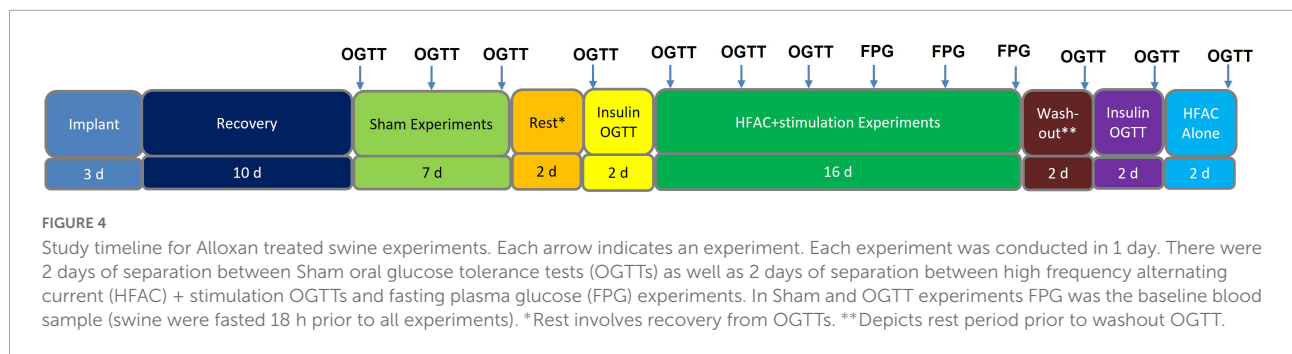 OGTT OGTT OGTT OGTT OGTT OGTT OGTT FPG FPG FPG OGTT OGTT OGTT
Implant Recovery Sham Experiments Rest* Insulin OGTT HFAC+stimulation Experiments Wash-out** Insulin OGTT HFAC Alone
3 d 10 d 7 d 2 d 2 d 16 d 2 d 2 d 2 d
FIGURE 4
Study timeline for Alloxan treated swine experiments. Each arrow indicates an experiment. Each experiment was conducted in 1 day. There were
2 days of separation between Sham oral glucose tolerance tests (OGTTs) as well as 2 days of separation between high frequency alternating
current (HFAC) + stimulation OGTTs and fasting plasma glucose (FPG) experiments. In Sham and OGTT experiments FPG was the baseline blood
sample (swine were fasted 18 h prior to all experiments). *Rest involves recovery from OGTTs. **Depicts rest period prior to washout OGTT.